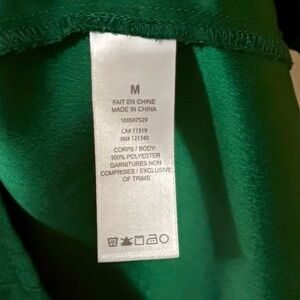 M
FAIT EN CHINE
MADE IN CHINA
100047529
CA# 11319
RN# 121340
CORPS / BODY:
100% POLYESTER
GARNITURES NON
COMPRISES / EXCLUSIVE
OF TRIMS